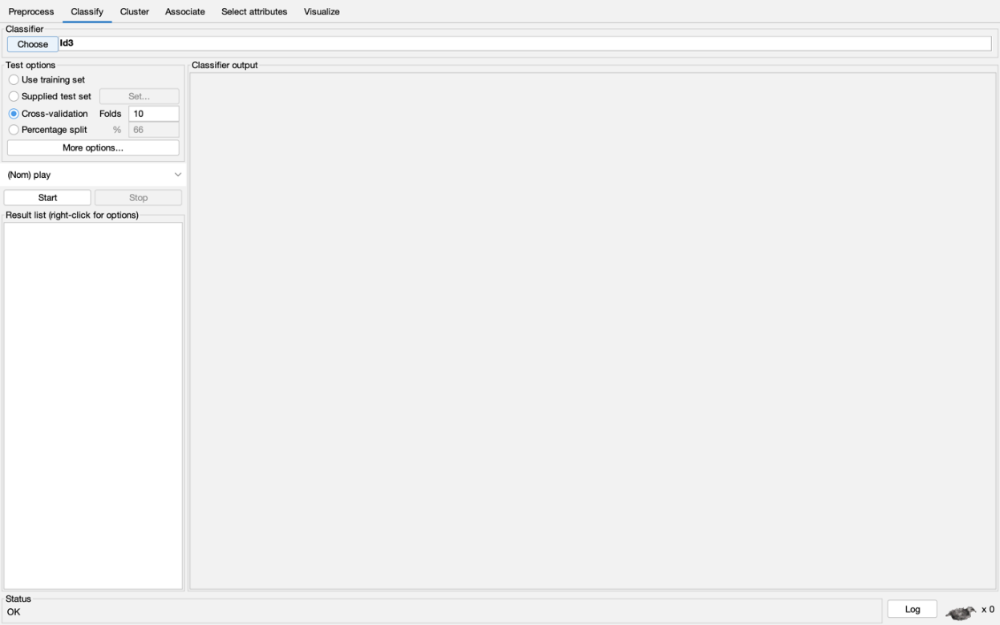 Preprocess Classify Cluster Associate Select attributes Visualize
Classifier
Choose Id3
Test options
Use training set
Supplied test set Set...
Cross-validation Folds 10
Percentage split % 66
More options...
(Nom) play
Start Stop
Result list (right-click for options)
Classifier output
Status
OK
Log x 0